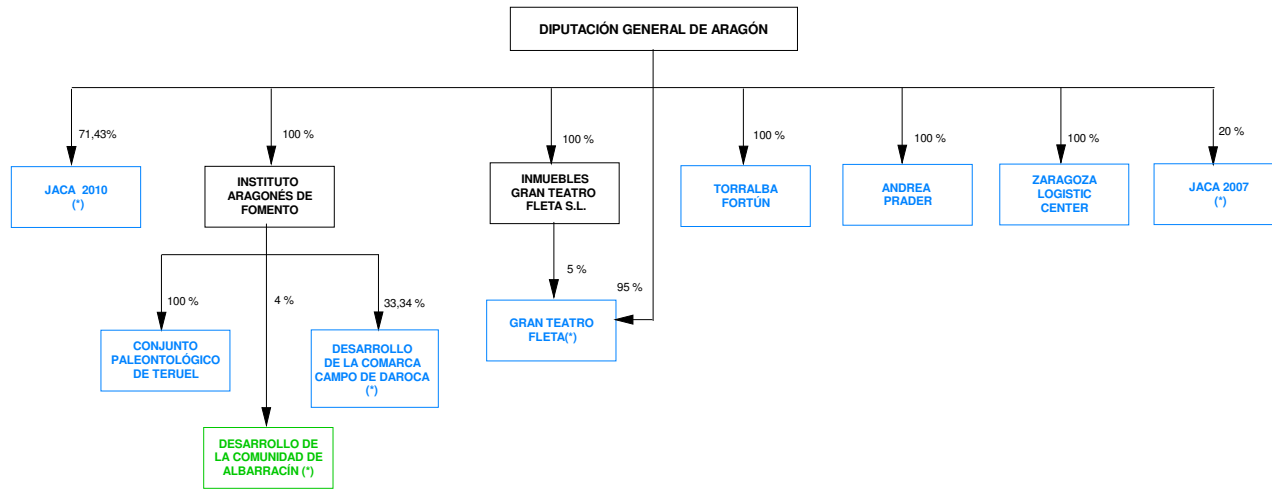 DIPUTACIÓN GENERAL DE ARAGÓN
71,43%
100 %
100 %
100 %
100 %
100 %
20 %
JACA 2010
(*)
INSTITUTO
ARAGONÉS DE
FOMENTO
INMUEBLES
GRAN TEATRO
FLETA S.L.
TORRALBA
FORTÚN
ANDREA
PRADER
ZARAGOZA
LOGISTIC
CENTER
JACA 2007
(*)
100 %
4 %
33,34 %
5 %
95 %
CONJUNTO
PALEONTOLÓGICO
DE TERUEL
DESARROLLO
DE LA COMARCA
CAMPO DE DAROCA
(*)
GRAN TEATRO
FLETA(*)
DESARROLLO DE
LA COMUNIDAD DE
ALBARRACÍN (*)